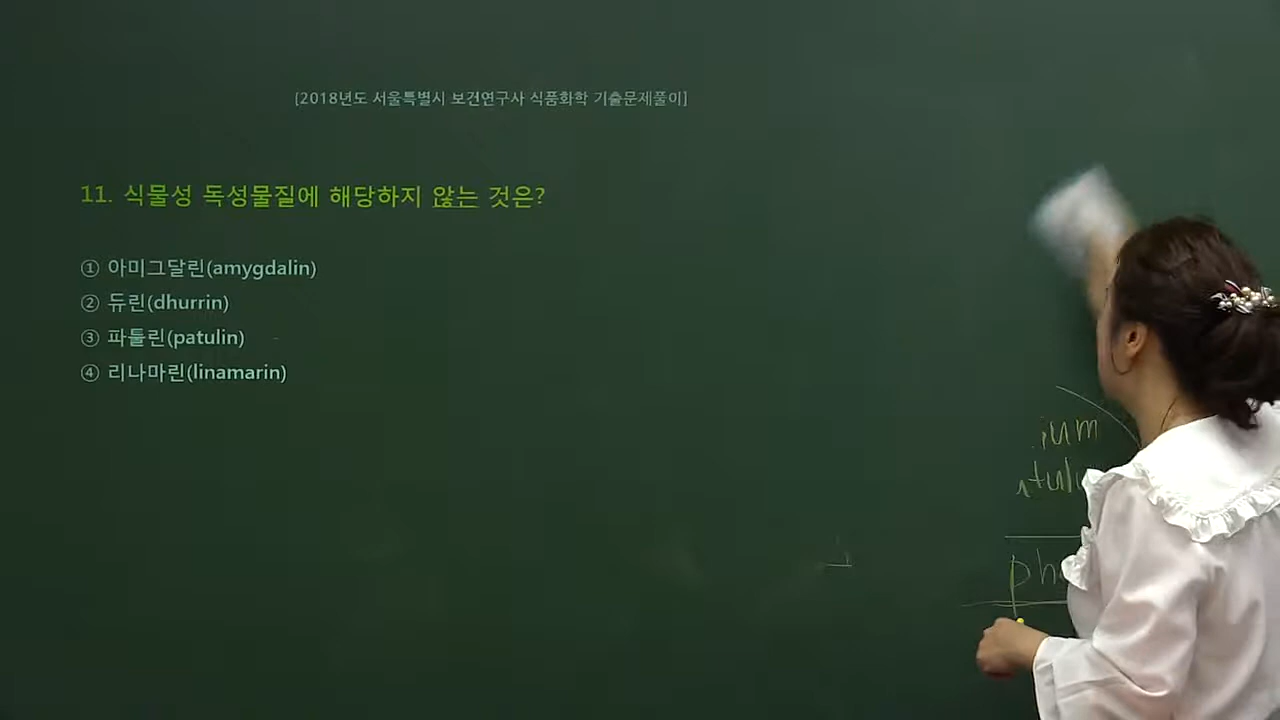 [2018년도 서울특별시 보건연구사 식품화학 기출문제풀이]
11. 식물성 독성물질에 해당하지 않는 것은?
① 아미그달린(amygdalin)
② 듀린(dhurrin)
③ 파툴린(patulin)
④ 리나마린(linamarin)
ium